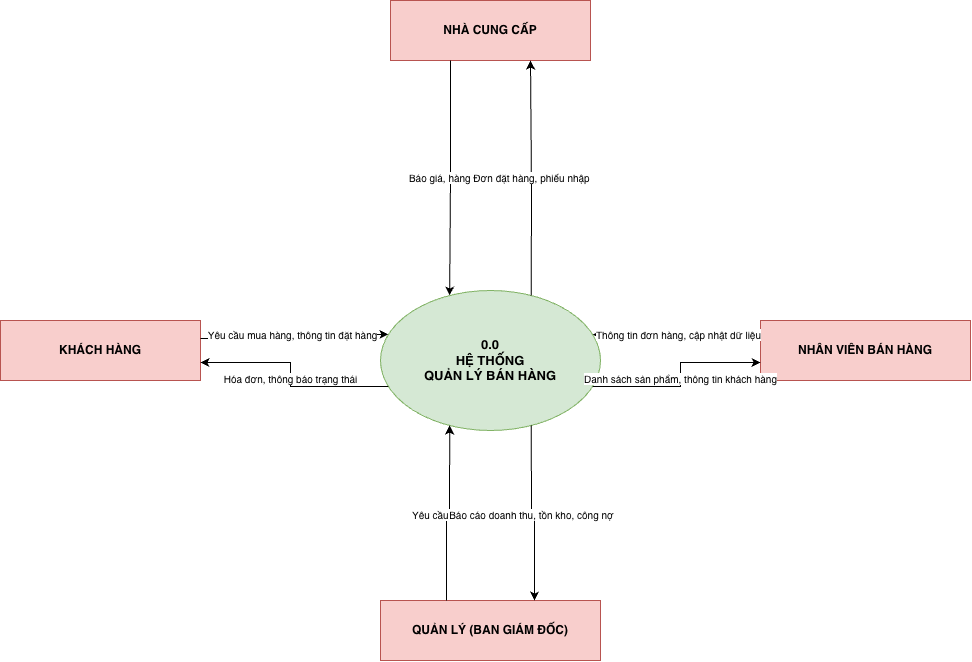 NHÀ CUNG CẤP
Báo giá, hàng
Đơn đặt hàng, phiếu nhập
Yêu cầu mua hàng, thông tin đặt hàng
Thông tin đơn hàng, cập nhật dữ liệu
KHÁCH HÀNG
0.0
HỆ THỐNG
QUẢN LÝ BÁN HÀNG
NHÂN VIÊN BÁN HÀNG
Hóa đơn, thông báo trạng thái
Danh sách sản phẩm, thông tin khách hàng
Yêu cầu
Báo cáo doanh thu, tồn kho, công nợ
QUẢN LÝ (BAN GIÁM ĐỐC)